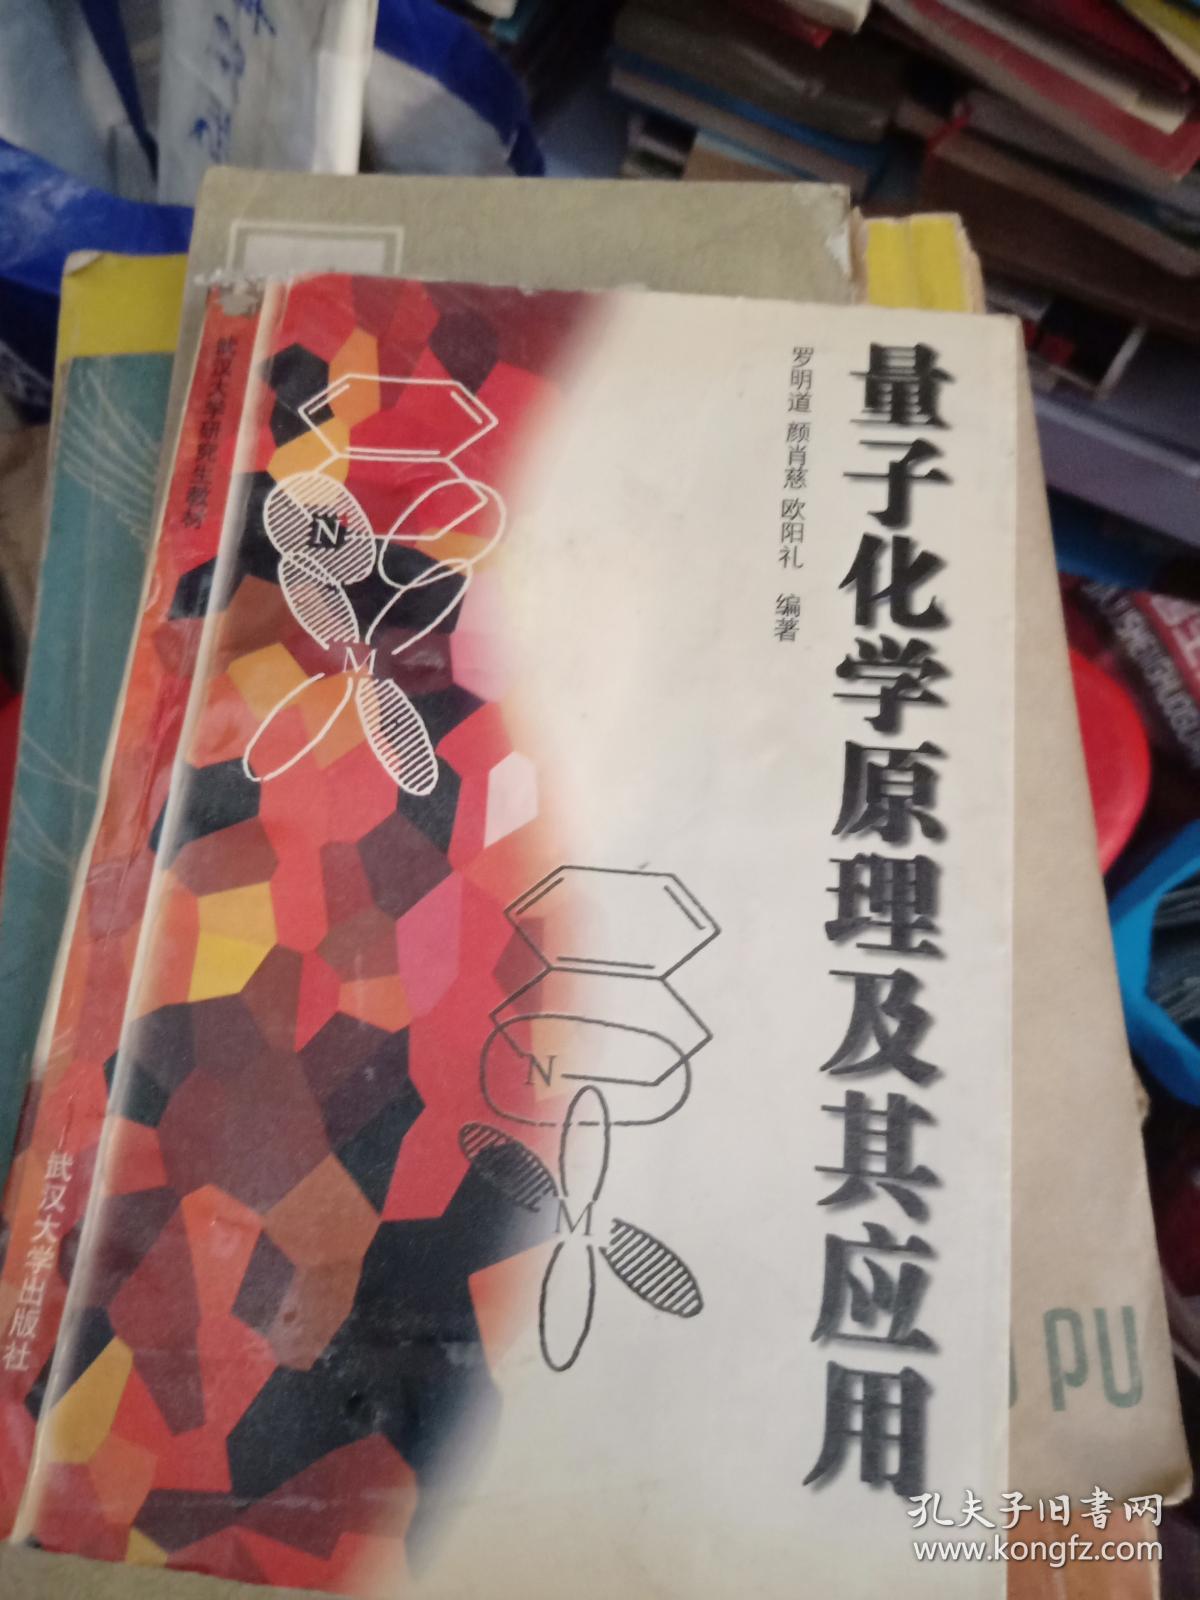 量子化学原理及其应用
罗明道 颜肖慈 欧阳礼 编著
武汉大学研究生教材
武汉大学出版社
N
M
N
M
PU
孔夫子旧书网
www.kongfz.com